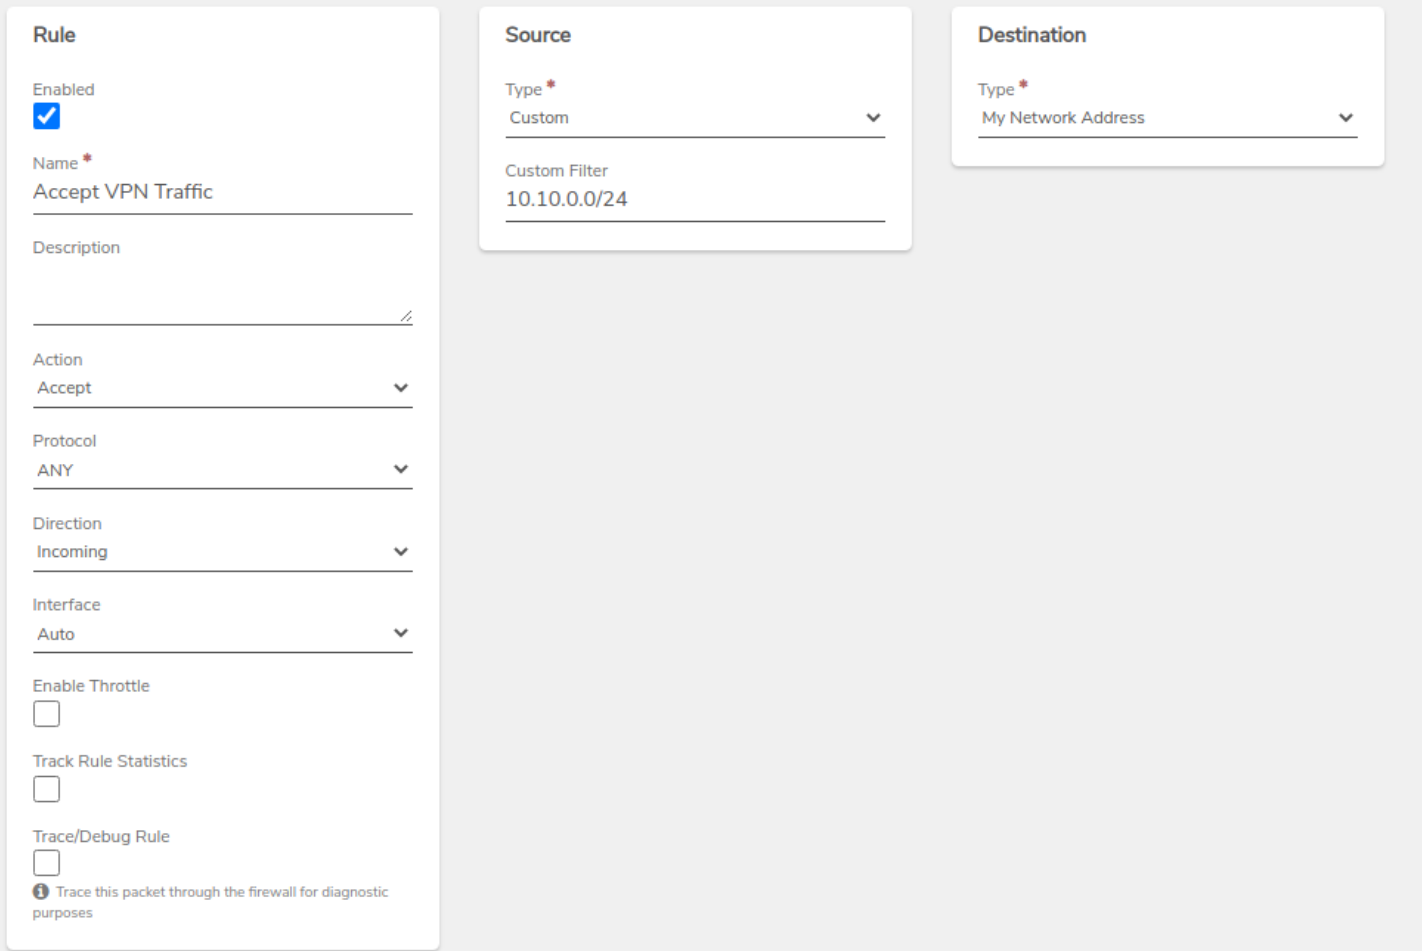 Rule
Enabled
Name *
Accept VPN Traffic
Description
Action
Accept
Protocol
ANY
Direction
Incoming
Interface
Auto
Enable Throttle
Track Rule Statistics
Trace/Debug Rule
Trace this packet through the firewall for diagnostic
purposes
Source
Type *
Custom
Custom Filter
10.10.0.0/24
Destination
Type *
My Network Address